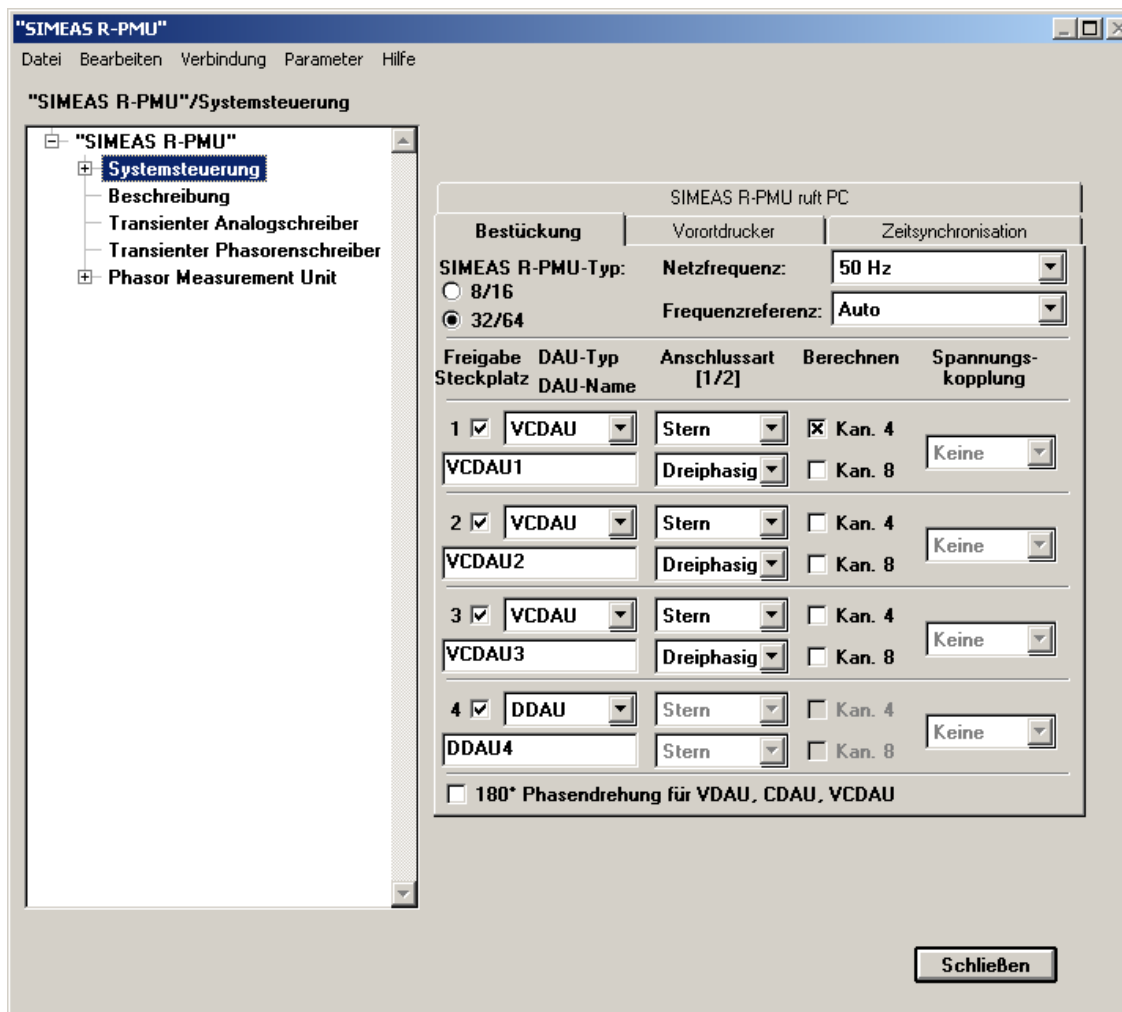 "SIMEAS R-PMU"
Datei Bearbeiten Verbindung Parameter Hilfe
"SIMEAS R-PMU"/Systemsteuerung
"SIMEAS R-PMU"
Systemsteuerung
Beschreibung
Transienter Analogschreiber
Transienter Phasorenschreiber
Phasor Measurement Unit
SIMEAS R-PMU ruft PC
Bestückung Vorortdrucker Zeitsynchronisation
SIMEAS R-PMU-Typ: Netzfrequenz: 50 Hz
8/16
32/64 Frequenzreferenz: Auto
Freigabe DAU-Typ Anschlussart Berechnen Spannungs-
Steckplatz DAU-Name [1/2] kopplung
1 VCDAU Stern Kan. 4 Keine
VCDAU1 Dreiphasig Kan. 8
2 VCDAU Stern Kan. 4 Keine
VCDAU2 Dreiphasig Kan. 8
3 VCDAU Stern Kan. 4 Keine
VCDAU3 Dreiphasig Kan. 8
4 DDAU Stern Kan. 4 Keine
DDAU4 Stern Kan. 8
180° Phasendrehung für VDAU, CDAU, VCDAU
Schließen